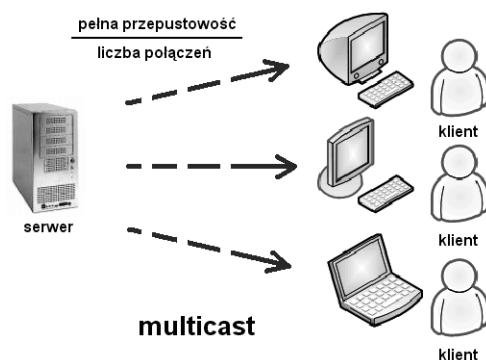 pełna przepustowość
liczba połączeń
klient
serwer
klient
multicast
klient